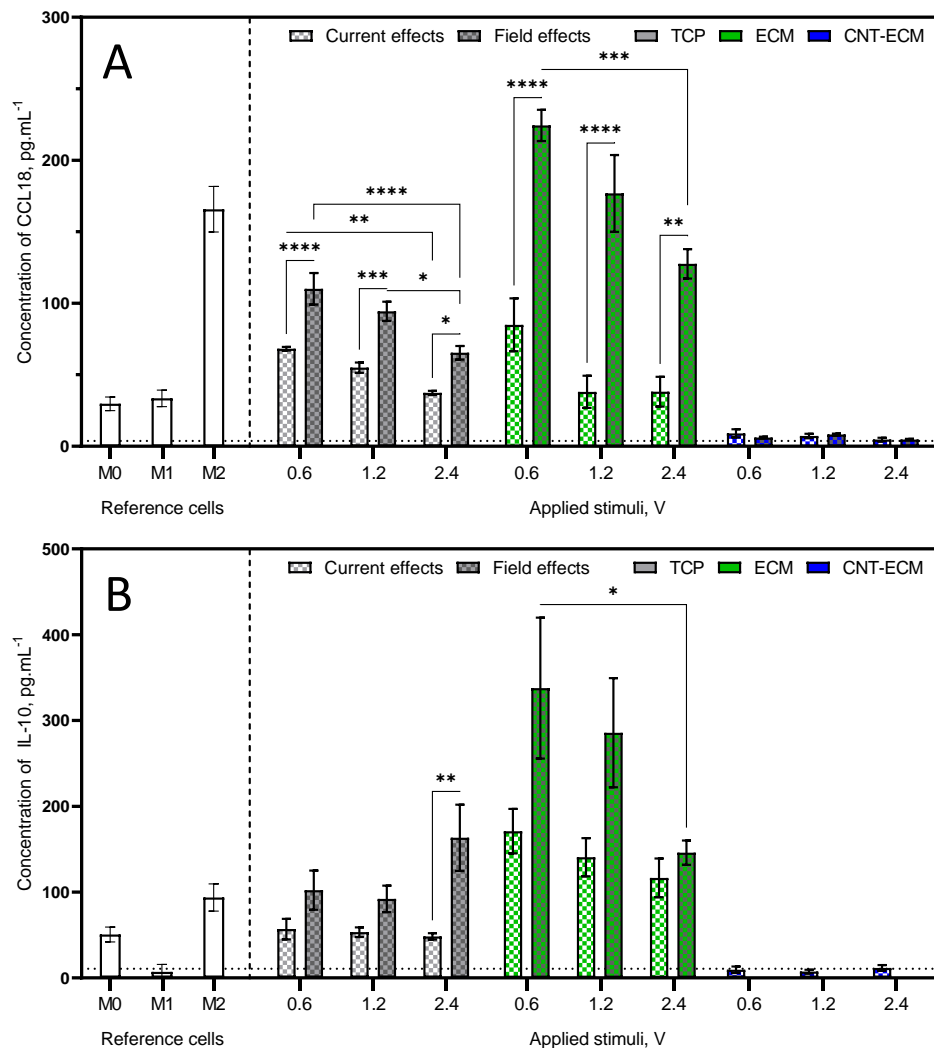 300
Current effects Field effects TCP ECM CNT-ECM
A
***
****
****
200
****
**
**
****
***
*
100
*
0
Concentration of CCL18, pg.mL-1
M0 M1 M2 0.6 1.2 2.4 0.6 1.2 2.4 0.6 1.2 2.4
Reference cells Applied stimuli, V
500
Current effects Field effects TCP ECM CNT-ECM
B
*
400
300
**
200
100
0
Concentration of IL-10, pg.mL-1
M0 M1 M2 0.6 1.2 2.4 0.6 1.2 2.4 0.6 1.2 2.4
Reference cells Applied stimuli, V